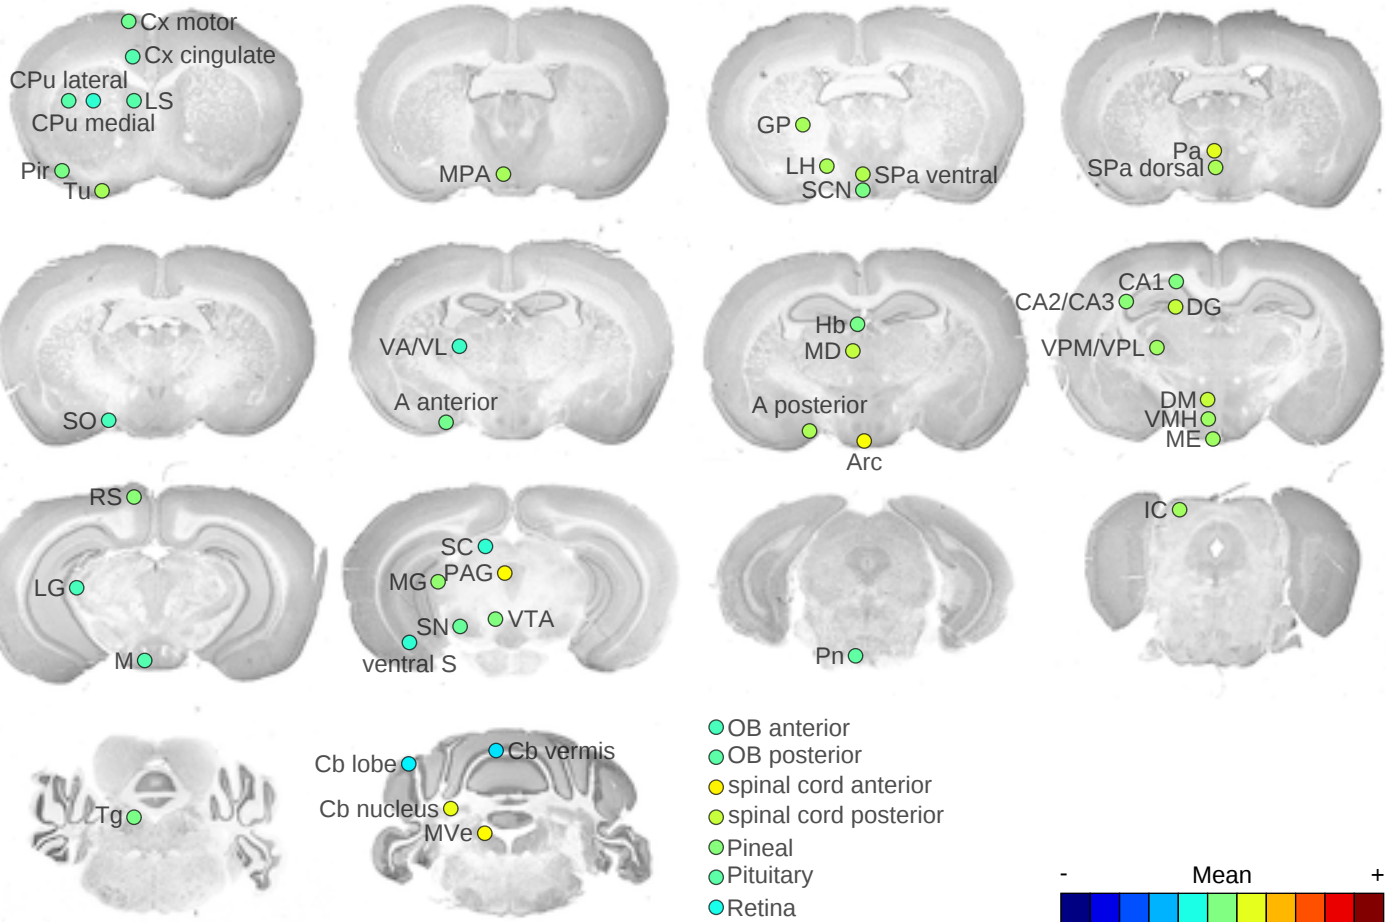 Cx motor
Cx cingulate
CPu lateral
LS
CPu medial
Pir
Tu
MPA
GP
LH
SPa ventral
SCN
Pa
SPa dorsal
SO
VA/VL
A anterior
Hb
MD
A posterior
Arc
CA1
CA2/CA3
DG
VPM/VPL
DM
VMH
ME
RS
LG
M
SC
MG
PAG
SN
VTA
ventral S
Pn
IC
Tg
Cb lobe
Cb vermis
Cb nucleus
MVe
OB anterior
OB posterior
spinal cord anterior
spinal cord posterior
Pineal
Pituitary
Retina
- Mean +